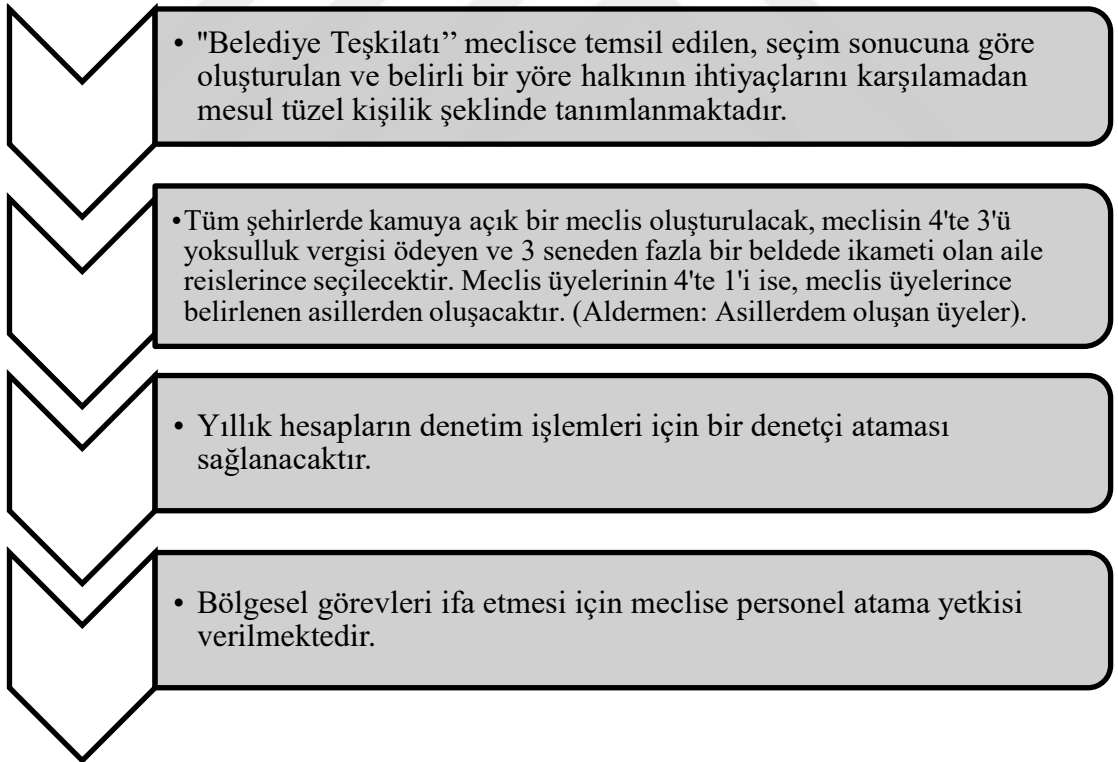 • "Belediye Teşkilatı’’ meclisce temsil edilen, seçim sonucuna göre
oluşturulan ve belirli bir yöre halkının ihtiyaçlarını karşılamadan
mesul tüzel kişilik şeklinde tanımlanmaktadır.
•Tüm şehirlerde kamuya açık bir meclis oluşturulacak, meclisin 4'te 3'ü
yoksulluk vergisi ödeyen ve 3 seneden fazla bir beldede ikameti olan aile
reislerince seçilecektir. Meclis üyelerinin 4'te 1'i ise, meclis üyelerince
belirlenen asillerden oluşacaktır. (Aldermen: Asillerdem oluşan üyeler).
• Yıllık hesapların denetim işlemleri için bir denetçi ataması
sağlanacaktır.
• Bölgesel görevleri ifa etmesi için meclise personel atama yetkisi
verilmektedir.